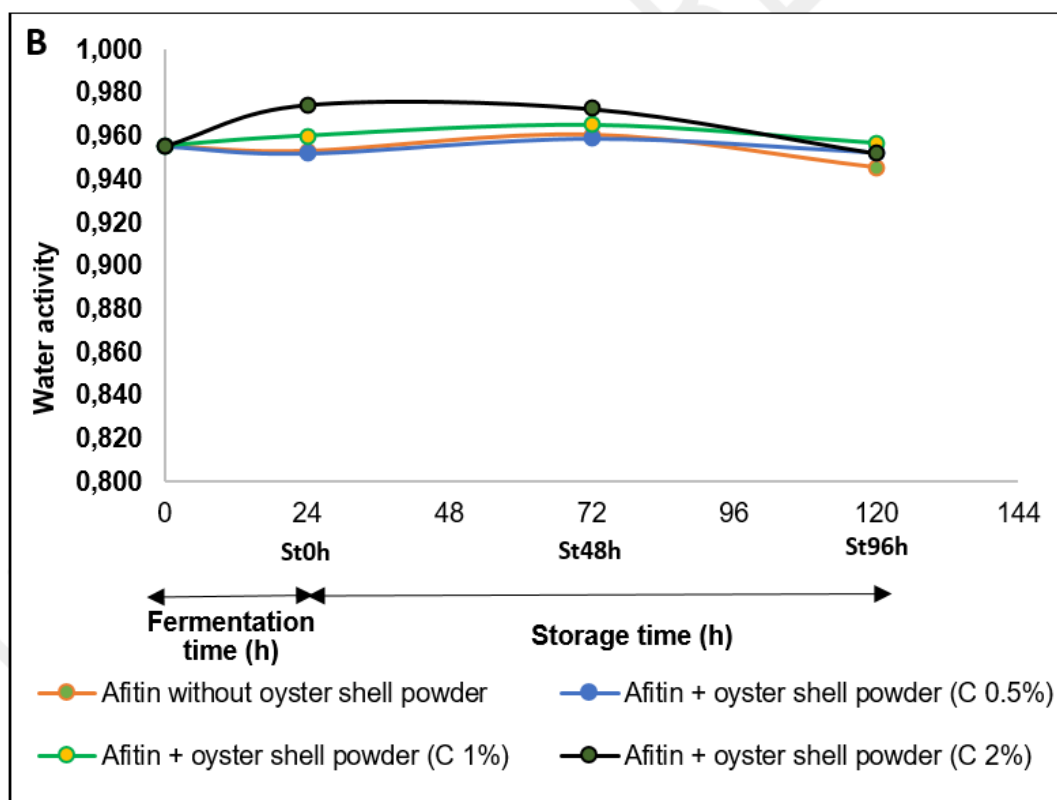 B
1,000
0,980
0,960
0,940
0,920
0,900
0,880
0,860
0,840
0,820
0,800
Water activity
0 24 48 72 96 120 144
St0h St48h St96h
Fermentation
time (h)
Storage time (h)
Afitin without oyster shell powder
Afitin + oyster shell powder (C 0.5%)
Afitin + oyster shell powder (C 1%)
Afitin + oyster shell powder (C 2%)